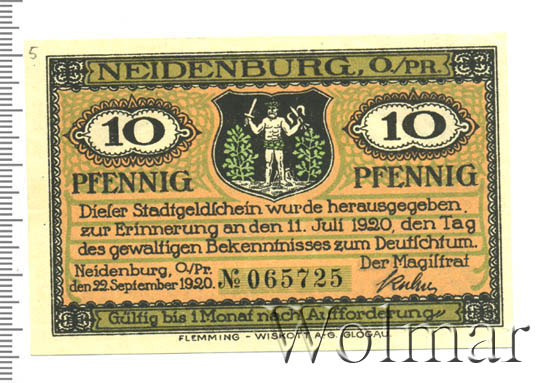 5
NEIDENBURG, O/PR.
10 10
PFENNIG PFENNIG
Dieſer Stadtgeldſchein wurde herausgegeben
zur Erinnerung an den 11. Juli 1920, den Tag
des gewaltigen Bekenntniſſes zum Deutſchtum.
Neidenburg, O/Pr. Der Magiſtrat
den 22. September 1920. № 065725
Gültig bis 1 Monat nach Aufforderung
FLEMMING - WISKOTT A-G. GLOGAU.
Wolmar